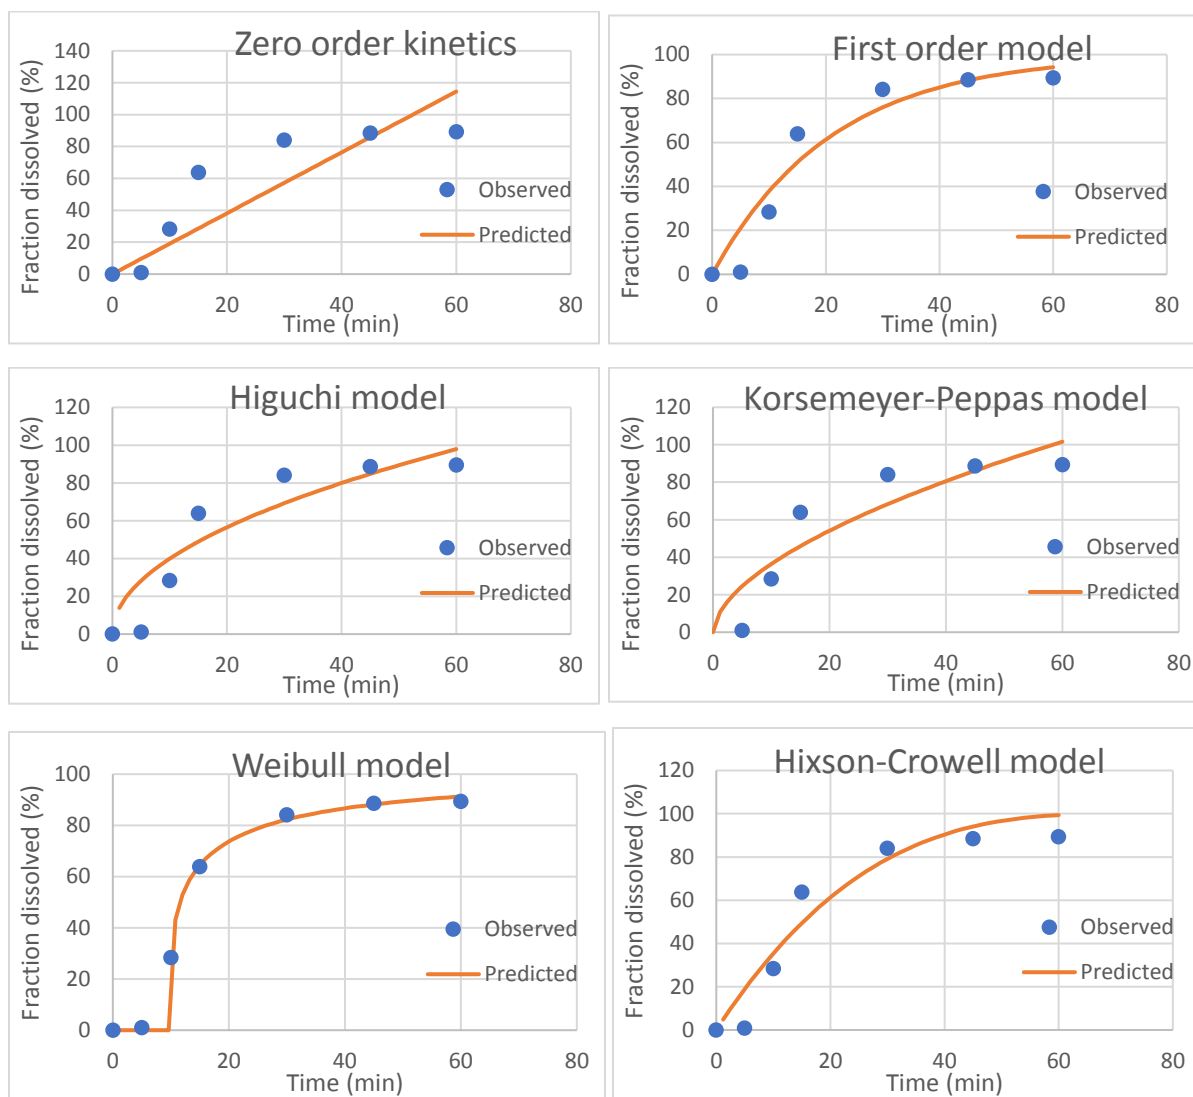 Zero order kinetics
Fraction dissolved (%)
140
120
100
80
60
40
20
0
0 20 40 60 80
Time (min)
Observed
Predicted
First order model
Fraction dissolved (%)
100
80
60
40
20
0
0 20 40 60 80
Time (min)
Observed
Predicted
Higuchi model
Fraction dissolved (%)
120
100
80
60
40
20
0
0 20 40 60 80
Time (min)
Observed
Predicted
Korsemeyer-Peppas model
Fraction dissolved (%)
120
100
80
60
40
20
0
0 20 40 60 80
Time (min)
Observed
Predicted
Weibull model
Fraction dissolved (%)
100
80
60
40
20
0
0 20 40 60 80
Time (min)
Observed
Predicted
Hixson-Crowell model
Fraction dissolved (%)
120
100
80
60
40
20
0
0 20 40 60 80
Time (min)
Observed
Predicted